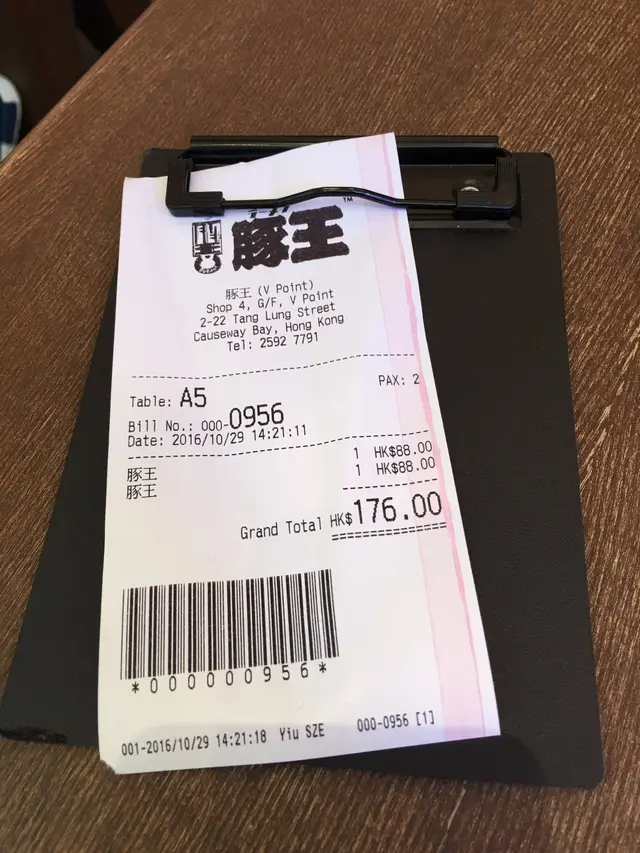 豚王
TM
豚王 (V Point)
Shop 4, G/F, V Point
2-22 Tang Lung Street
Causeway Bay, Hong Kong
Tel: 2592 7791
Table: A5 PAX: 2
Bill No.: 000-0956
Date: 2016/10/29 14:21:11
豚王 1 HK$88.00
豚王 1 HK$88.00
Grand Total HK$176.00
*000000956*
001-2016/10/29 14:21:18 Yiu SZE 000-0956 [1]